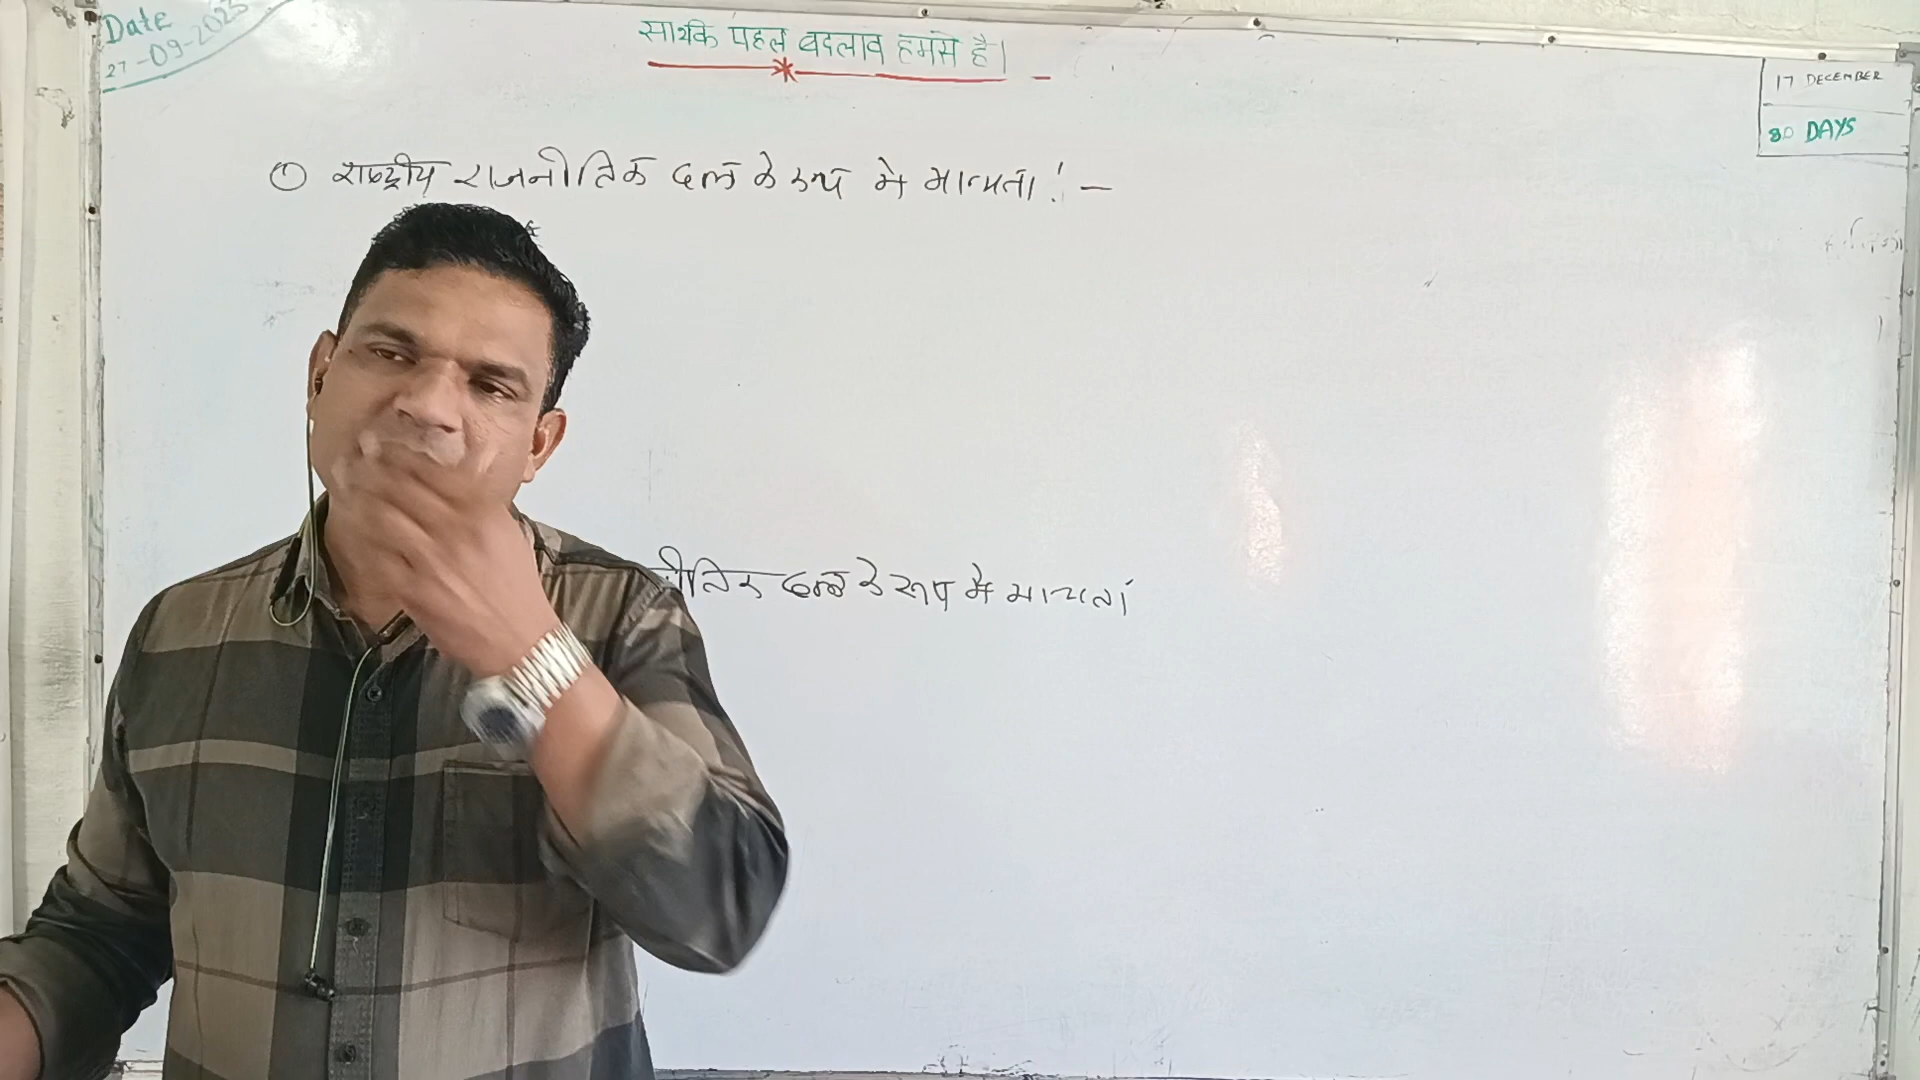 Date
27-09-2023
सार्थक पहल बदलाव हमसे है।
17 DECEMBER
80 DAYS
① राष्ट्रीय राजनीतिक दल के रूप में मान्यता :-
नीतिक दल के रूप में मान्यता